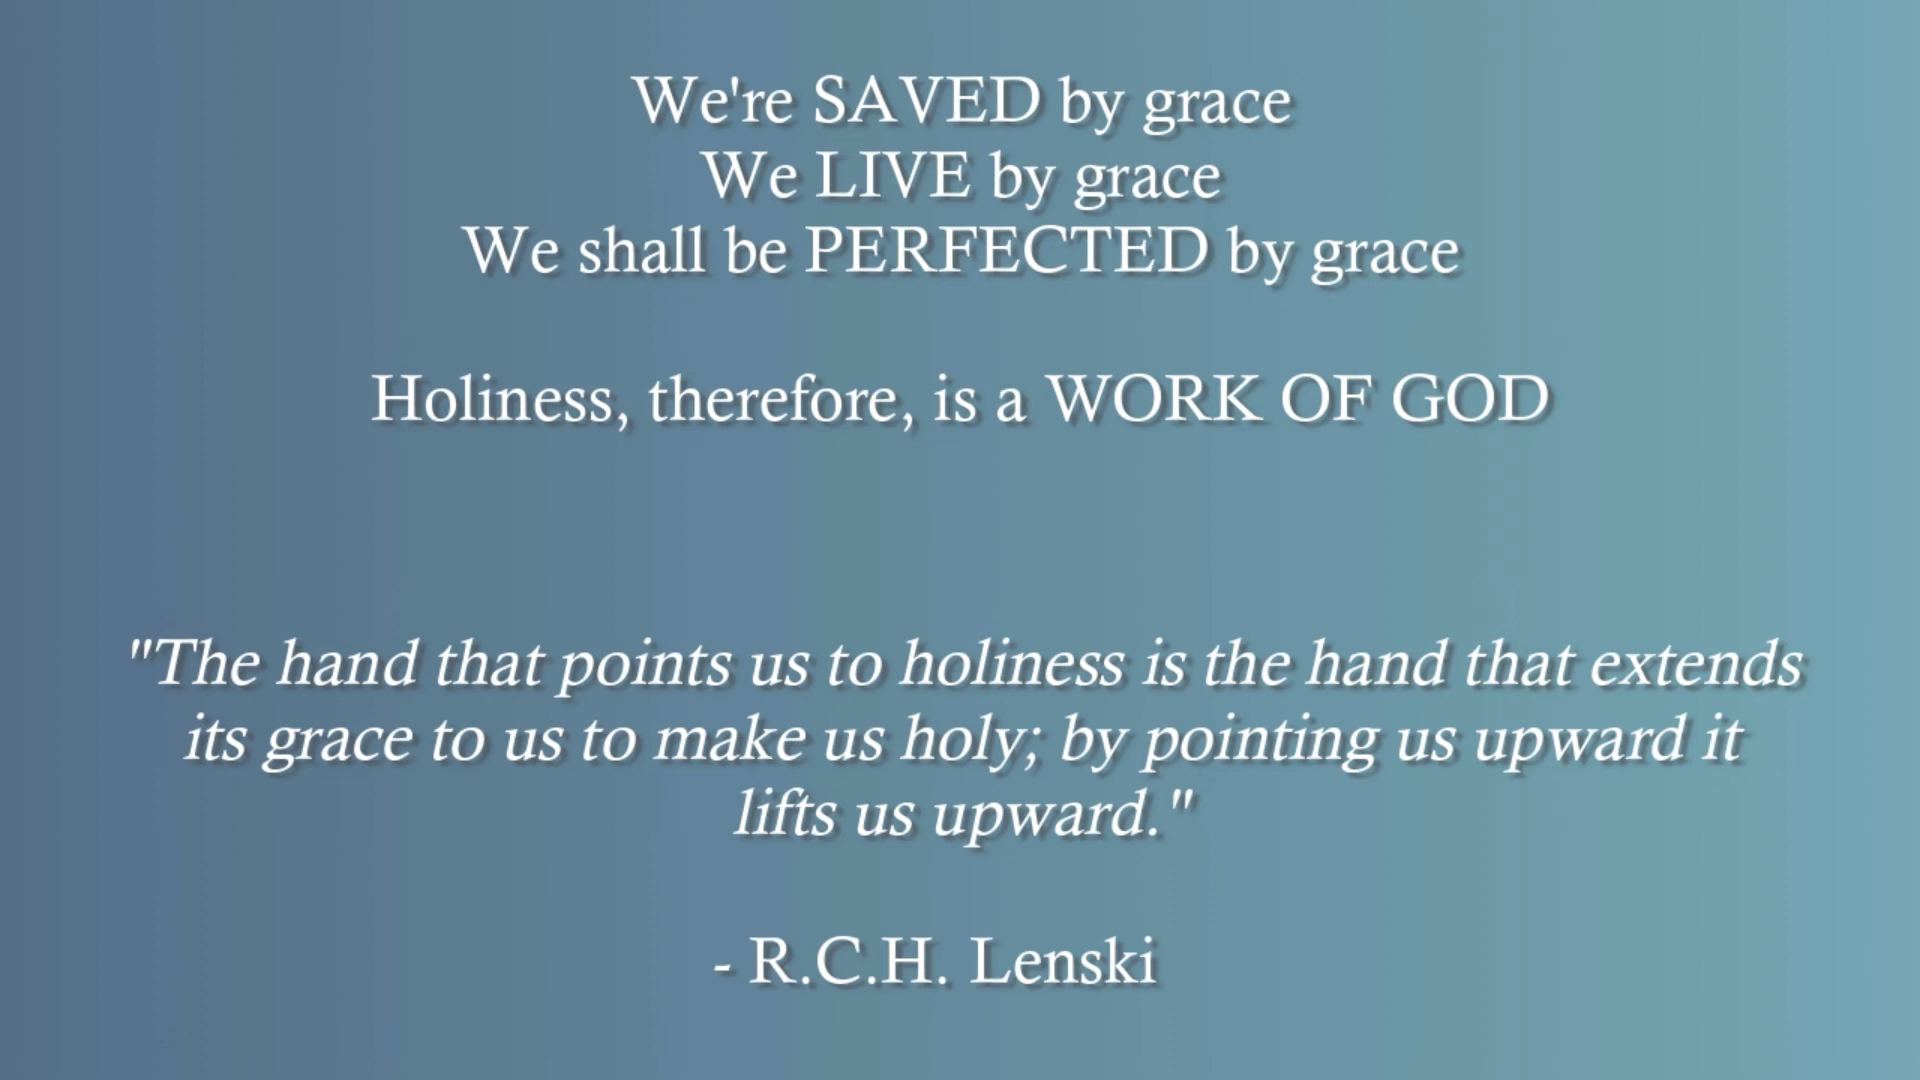 We're SAVED by grace
We LIVE by grace
We shall be PERFECTED by grace
Holiness, therefore, is a WORK OF GOD
"The hand that points us to holiness is the hand that extends
its grace to us to make us holy; by pointing us upward it
lifts us upward."
- R.C.H. Lenski